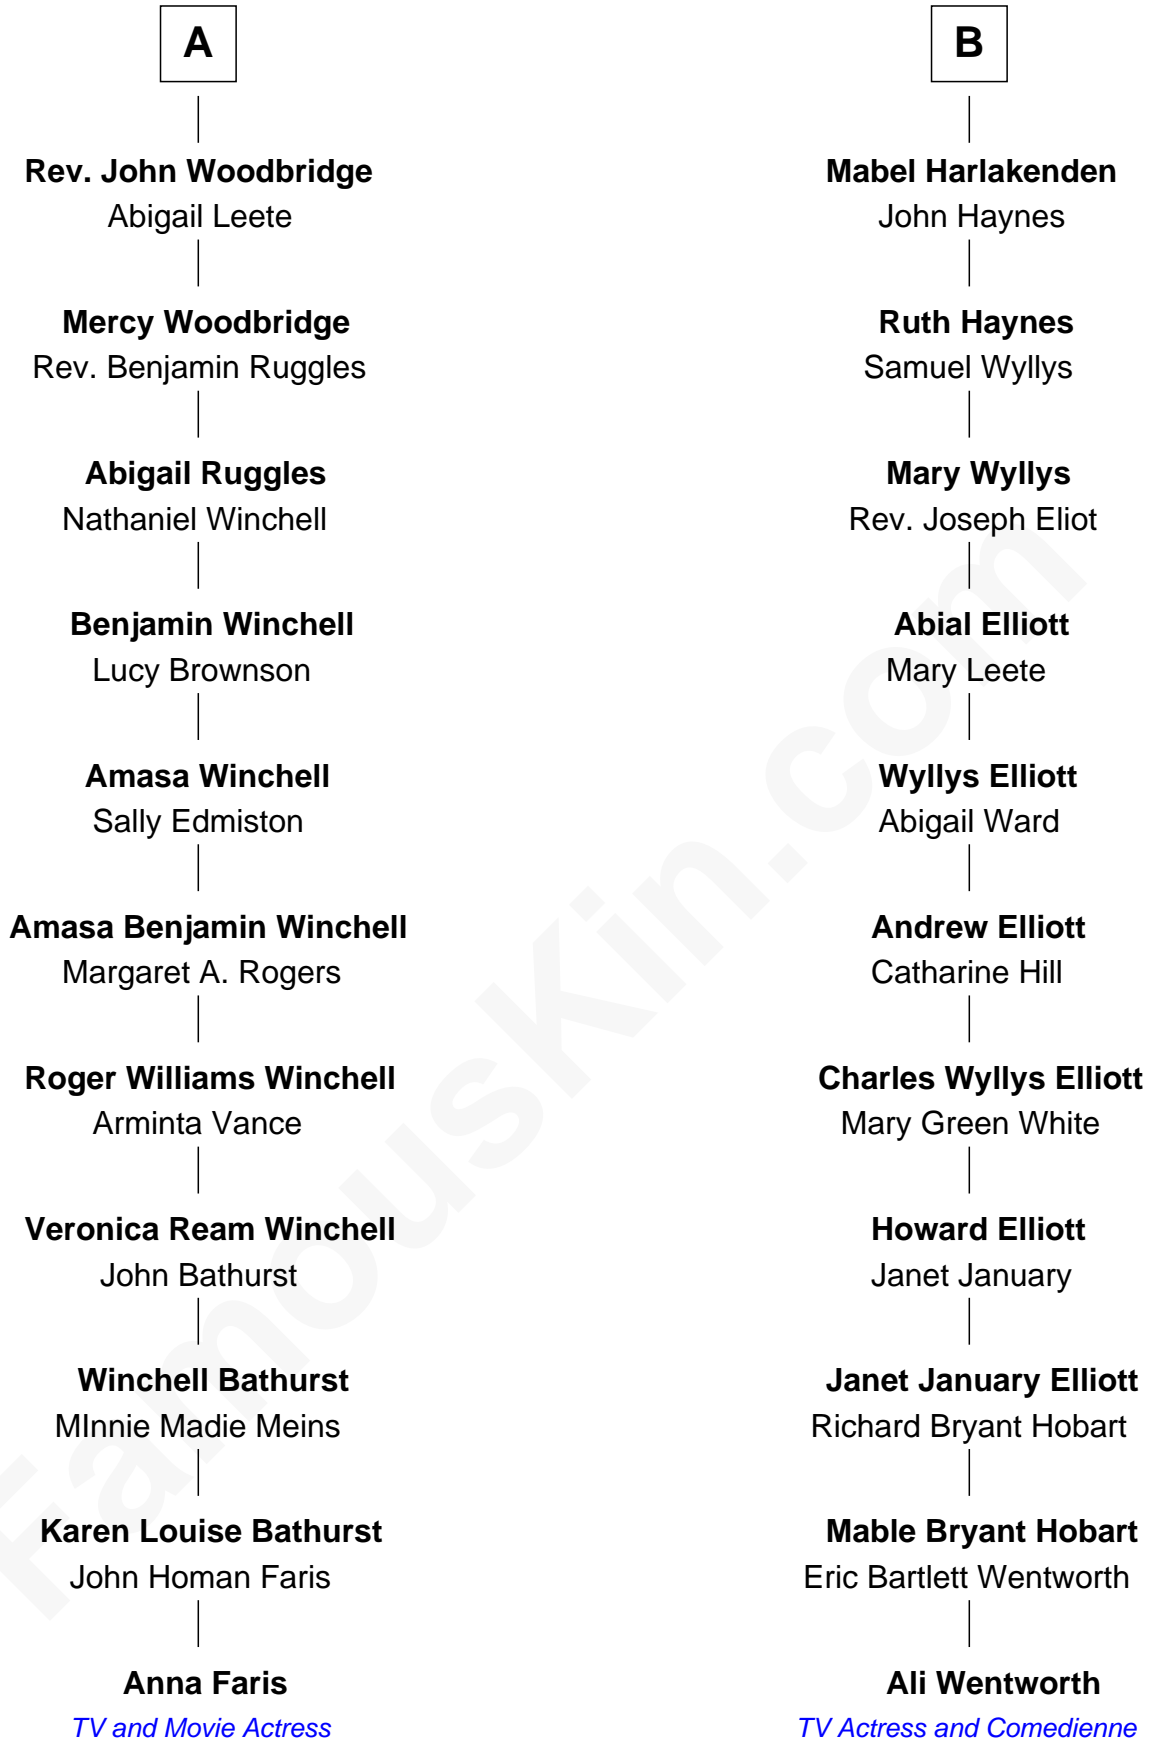 A
Rev. John Woodbridge
Abigail Leete
Mercy Woodbridge
Rev. Benjamin Ruggles
Abigail Ruggles
Nathaniel Winchell
Benjamin Winchell
Lucy Brownson
Amasa Winchell
Sally Edmiston
Amasa Benjamin Winchell
Margaret A. Rogers
Roger Williams Winchell
Arminta Vance
Veronica Ream Winchell
John Bathurst
Winchell Bathurst
MInnie Madie Meins
Karen Louise Bathurst
John Homan Faris
Anna Faris
TV and Movie Actress
B
Mabel Harlakenden
John Haynes
Ruth Haynes
Samuel Wyllys
Mary Wyllys
Rev. Joseph Eliot
Abial Elliott
Mary Leete
Wyllys Elliott
Abigail Ward
Andrew Elliott
Catharine Hill
Charles Wyllys Elliott
Mary Green White
Howard Elliott
Janet January
Janet January Elliott
Richard Bryant Hobart
Mable Bryant Hobart
Eric Bartlett Wentworth
Ali Wentworth
TV Actress and Comedienne
FamousKin.com